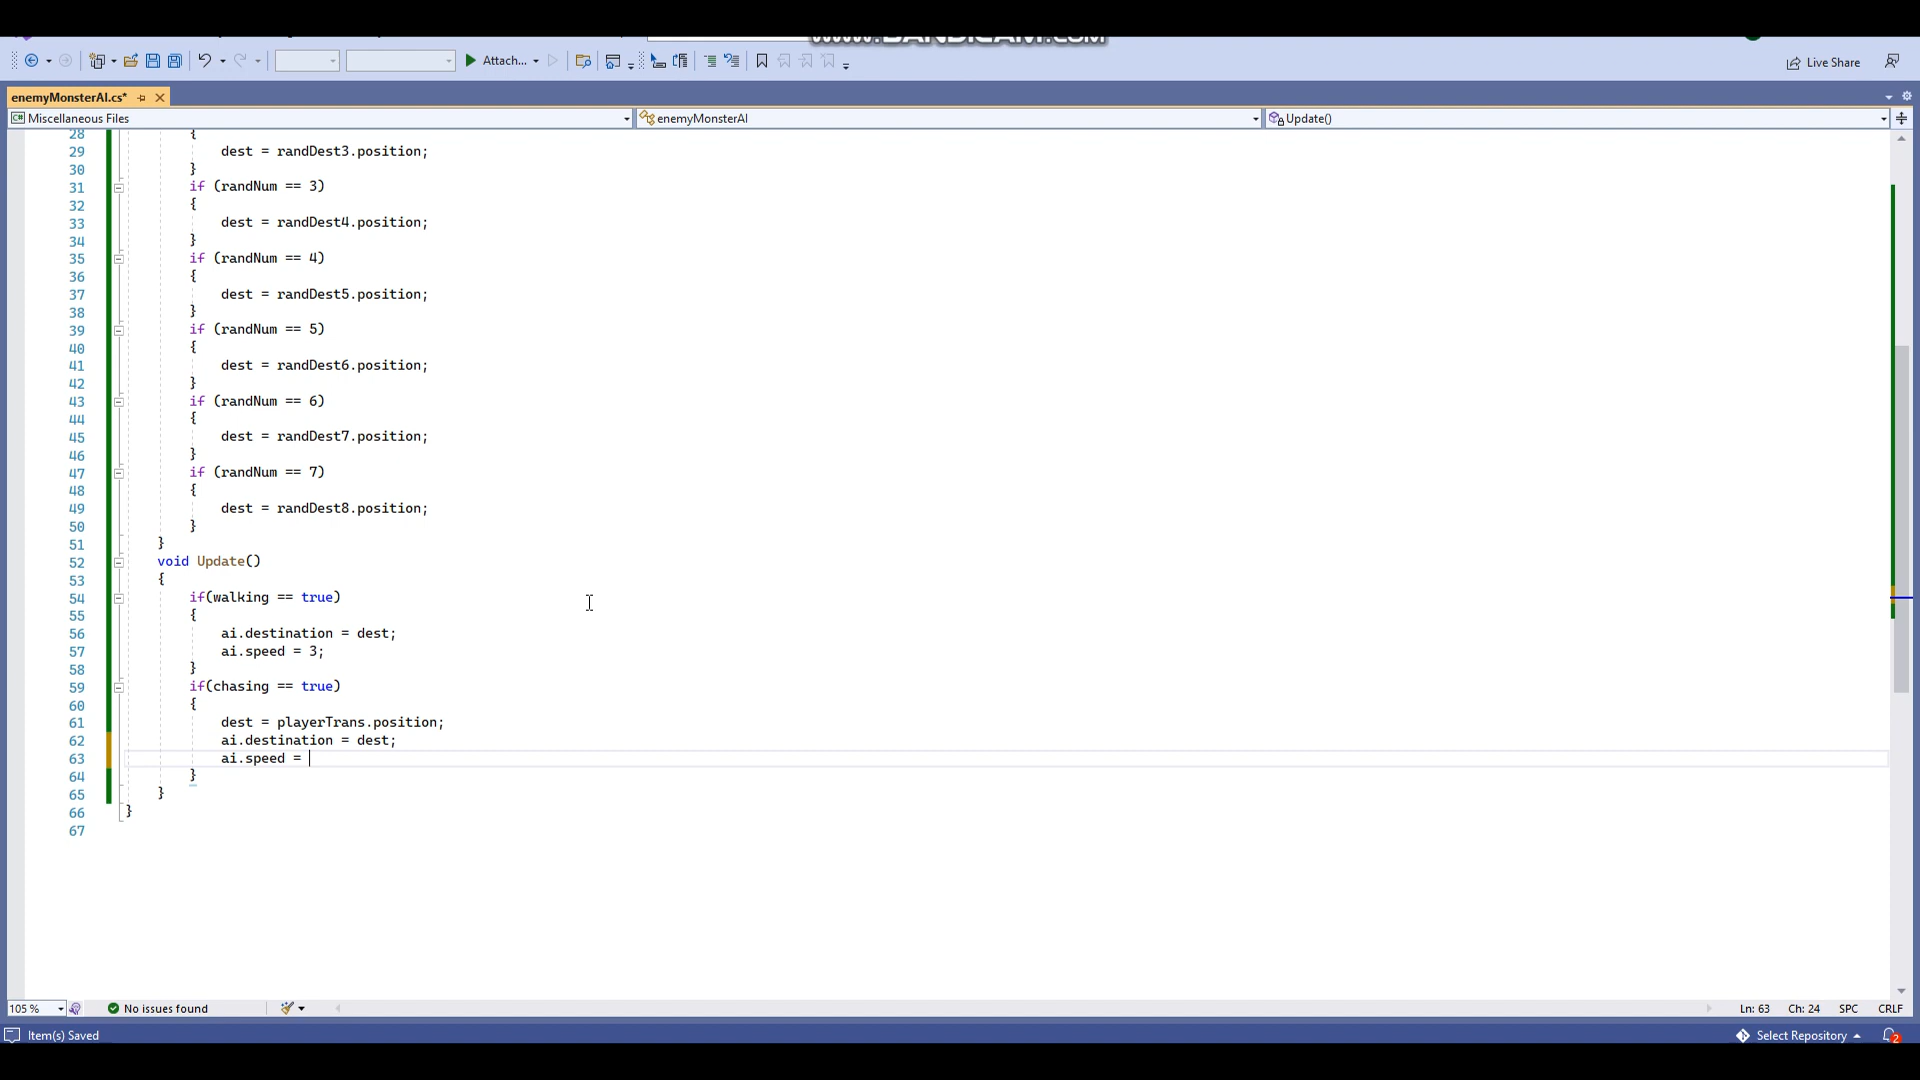 www.BANDICAM.com
Attach...
Live Share
enemyMonsterAI.cs*
C# Miscellaneous Files
enemyMonsterAI
Update()
28 {
29 dest = randDest3.position;
30 }
31 if (randNum == 3)
32 {
33 dest = randDest4.position;
34 }
35 if (randNum == 4)
36 {
37 dest = randDest5.position;
38 }
39 if (randNum == 5)
40 {
41 dest = randDest6.position;
42 }
43 if (randNum == 6)
44 {
45 dest = randDest7.position;
46 }
47 if (randNum == 7)
48 {
49 dest = randDest8.position;
50 }
51 }
52 void Update()
53 {
54 if(walking == true)
55 {
56 ai.destination = dest;
57 ai.speed = 3;
58 }
59 if(chasing == true)
60 {
61 dest = playerTrans.position;
62 ai.destination = dest;
63 ai.speed =
64 }
65 }
66 }
67
105 %
No issues found
Ln: 63
Ch: 24
SPC
CRLF
Item(s) Saved
Select Repository
2